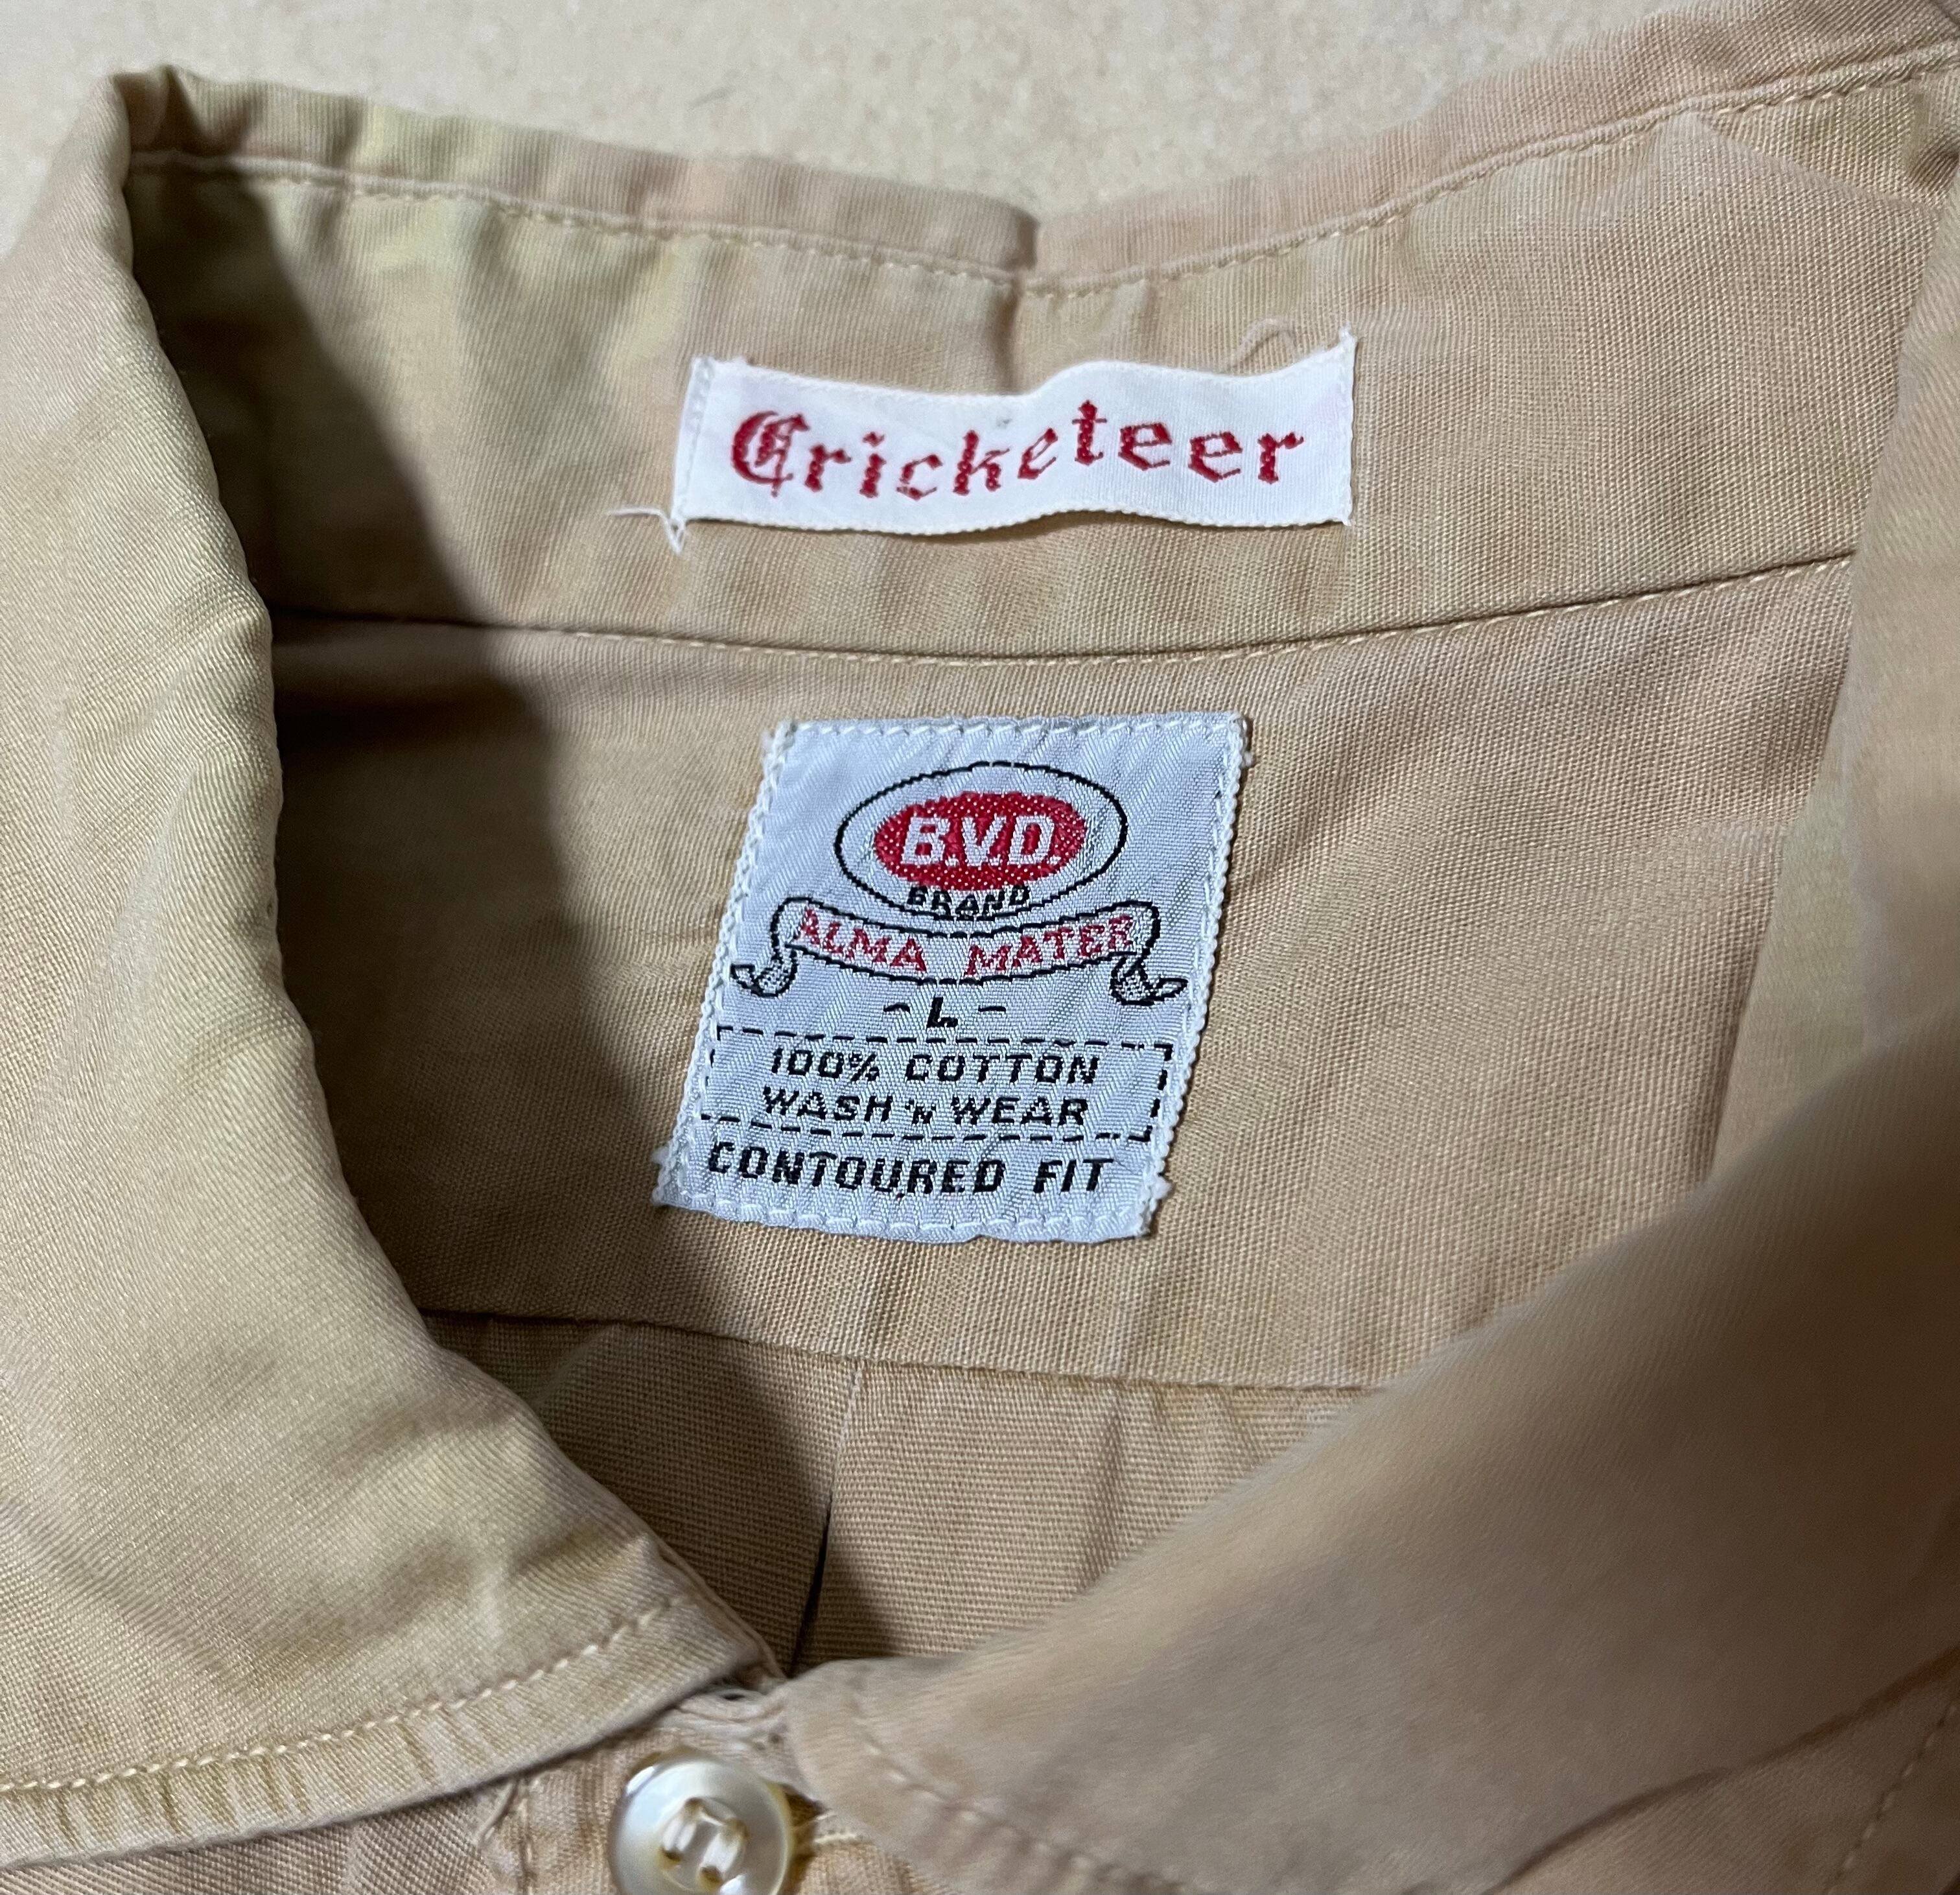 Cricketeer
B.V.D.
BRAND
ALMA MATER
- L -
100% COTTON
WASH 'N WEAR
CONTOURED FIT